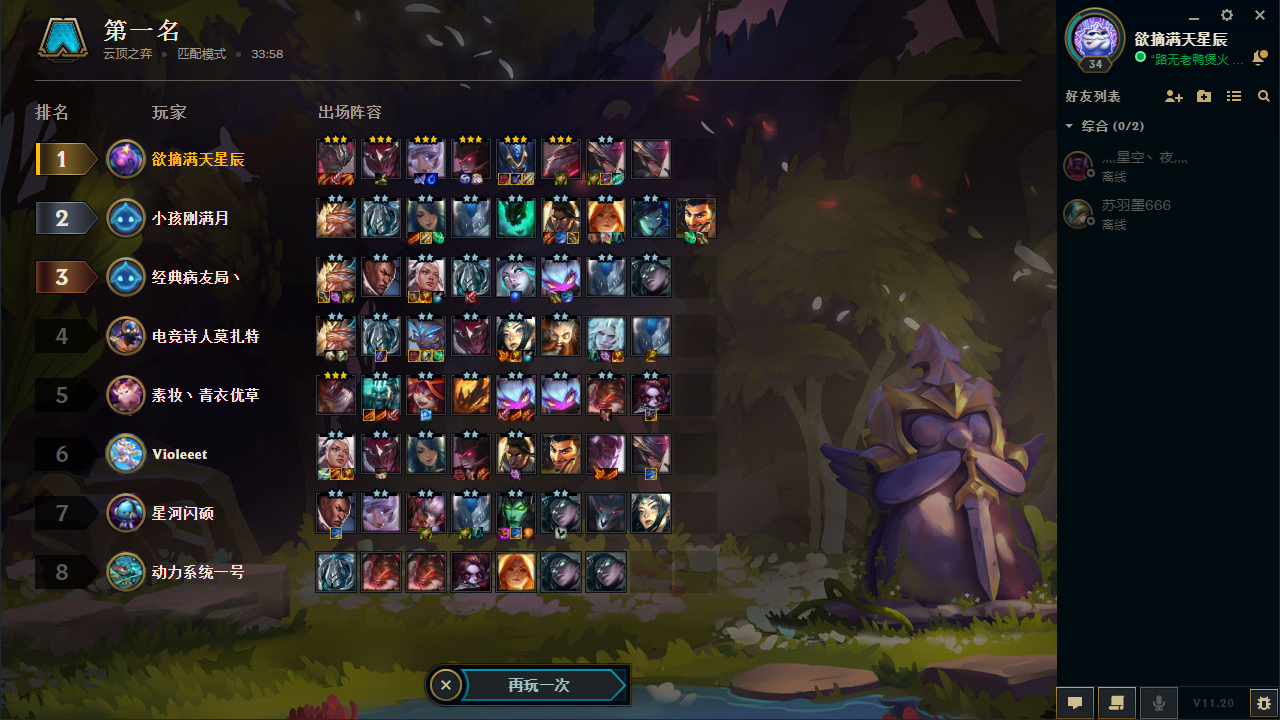 第一名
云顶之弈 • 匹配模式 • 33:58
排名 玩家 出场阵容
1 欲摘满天星辰
2 小孩刚满月
3 经典病友局丶
4 电竞诗人莫扎特
5 素妆丶青衣优草
6 Violeeet
7 星河闪硕
8 动力系统一号
再玩一次
欲摘满天星辰
34
"路无老鸭煲火 ...
好友列表
综合 (0/2)
灬星空丶夜灬
离线
苏羽墨666
离线
V11.20